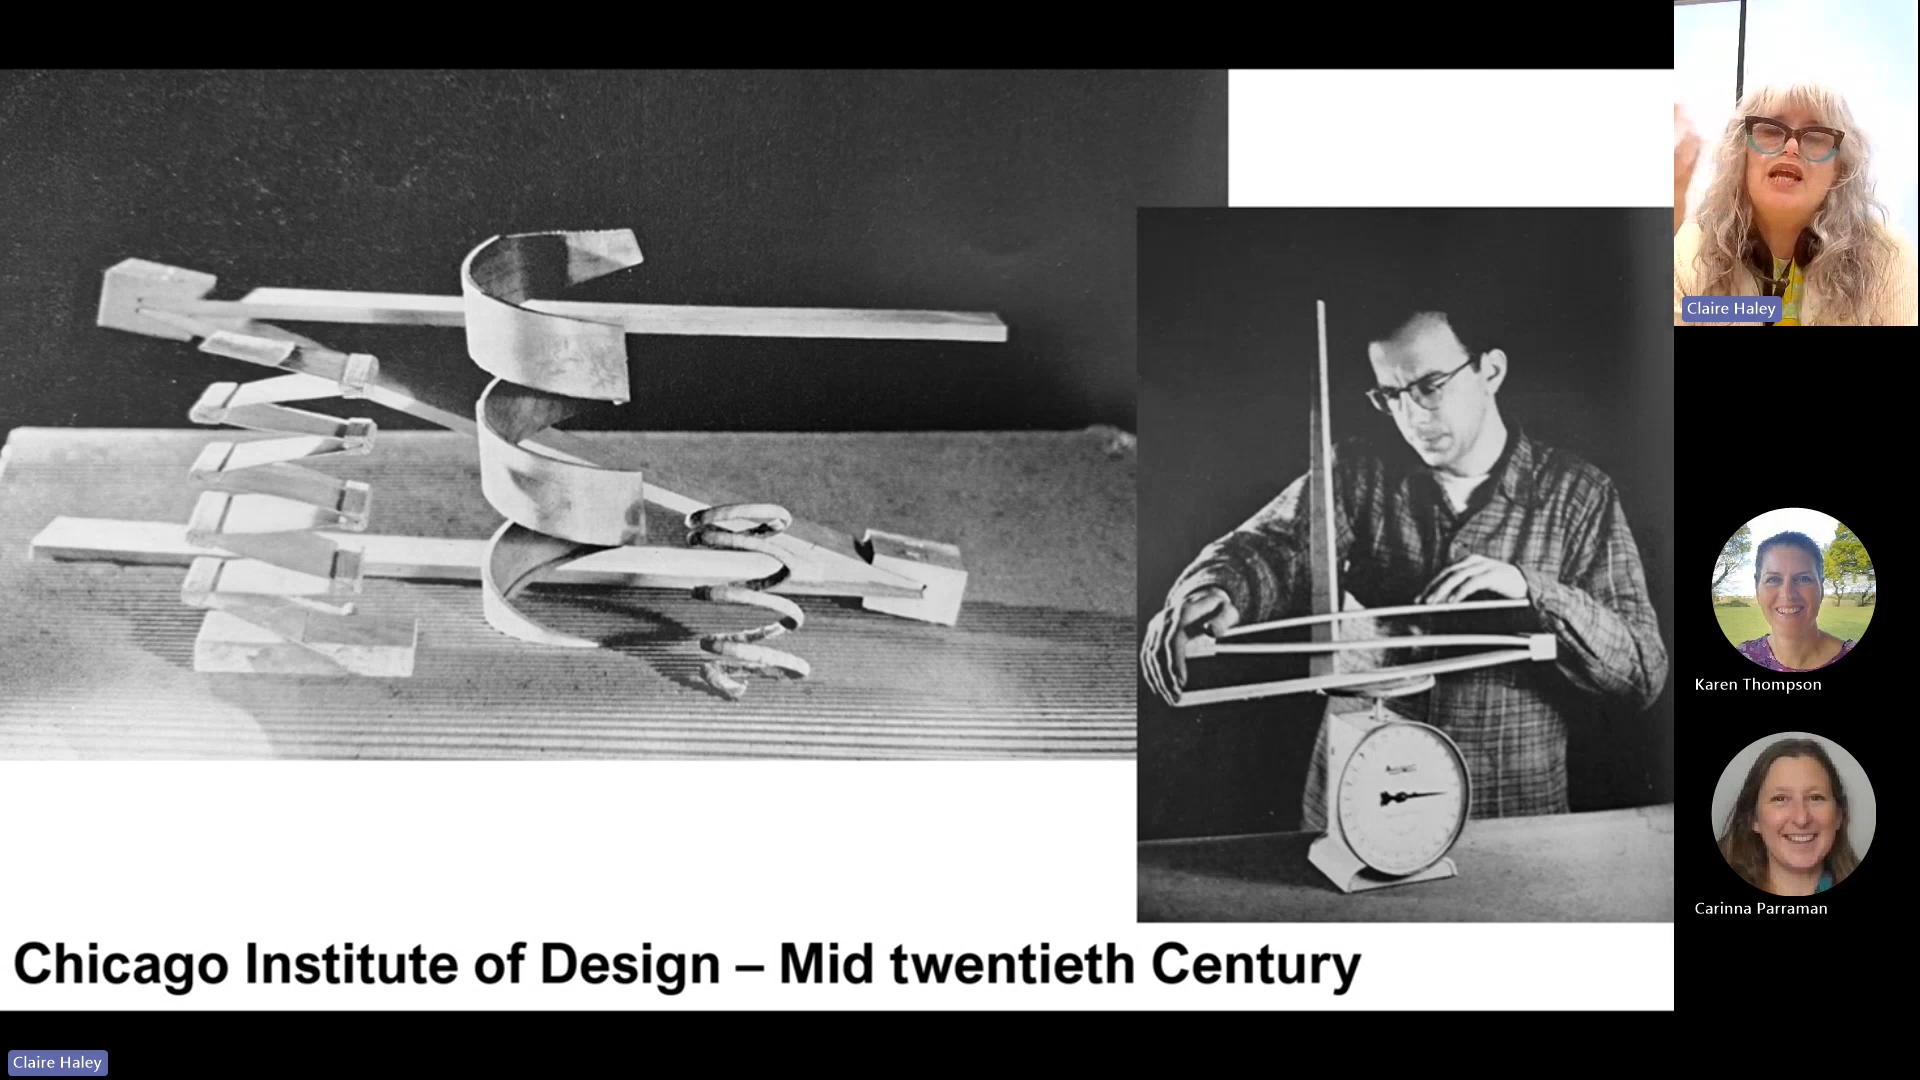 Claire Haley
Karen Thompson
Carinna Parraman
Chicago Institute of Design – Mid twentieth Century
Claire Haley